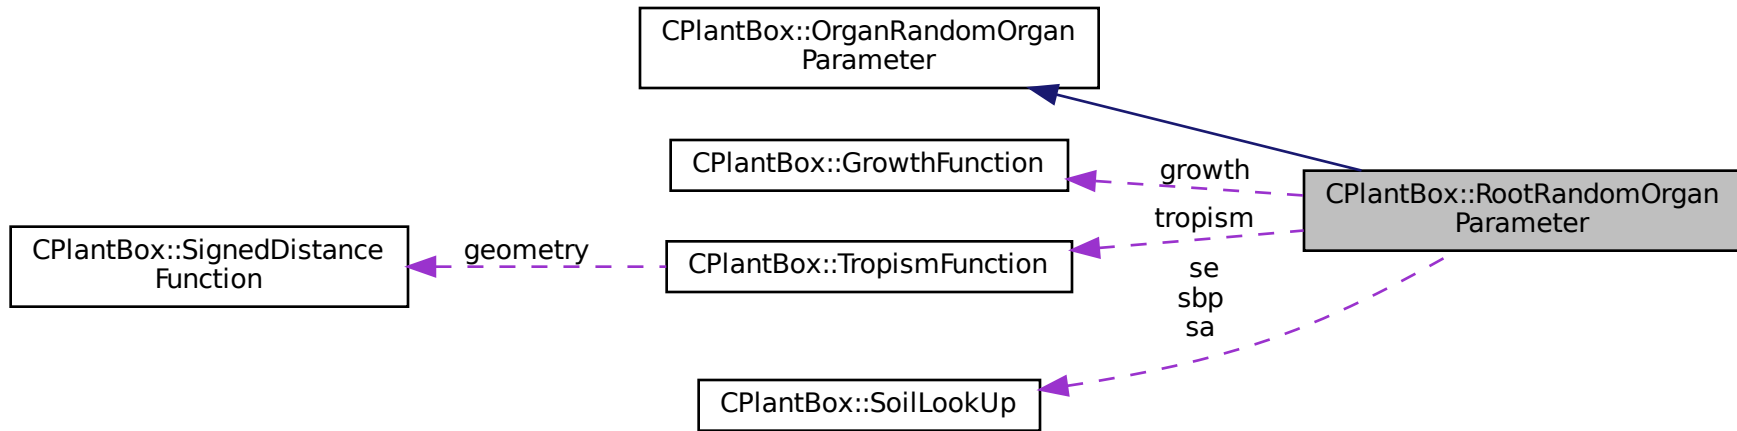 CPlantBox::OrganRandomOrgan
Parameter
CPlantBox::GrowthFunction
growth
CPlantBox::RootRandomOrgan
Parameter
tropism
CPlantBox::SignedDistance
Function
geometry
CPlantBox::TropismFunction
se
sbp
sa
CPlantBox::SoilLookUp